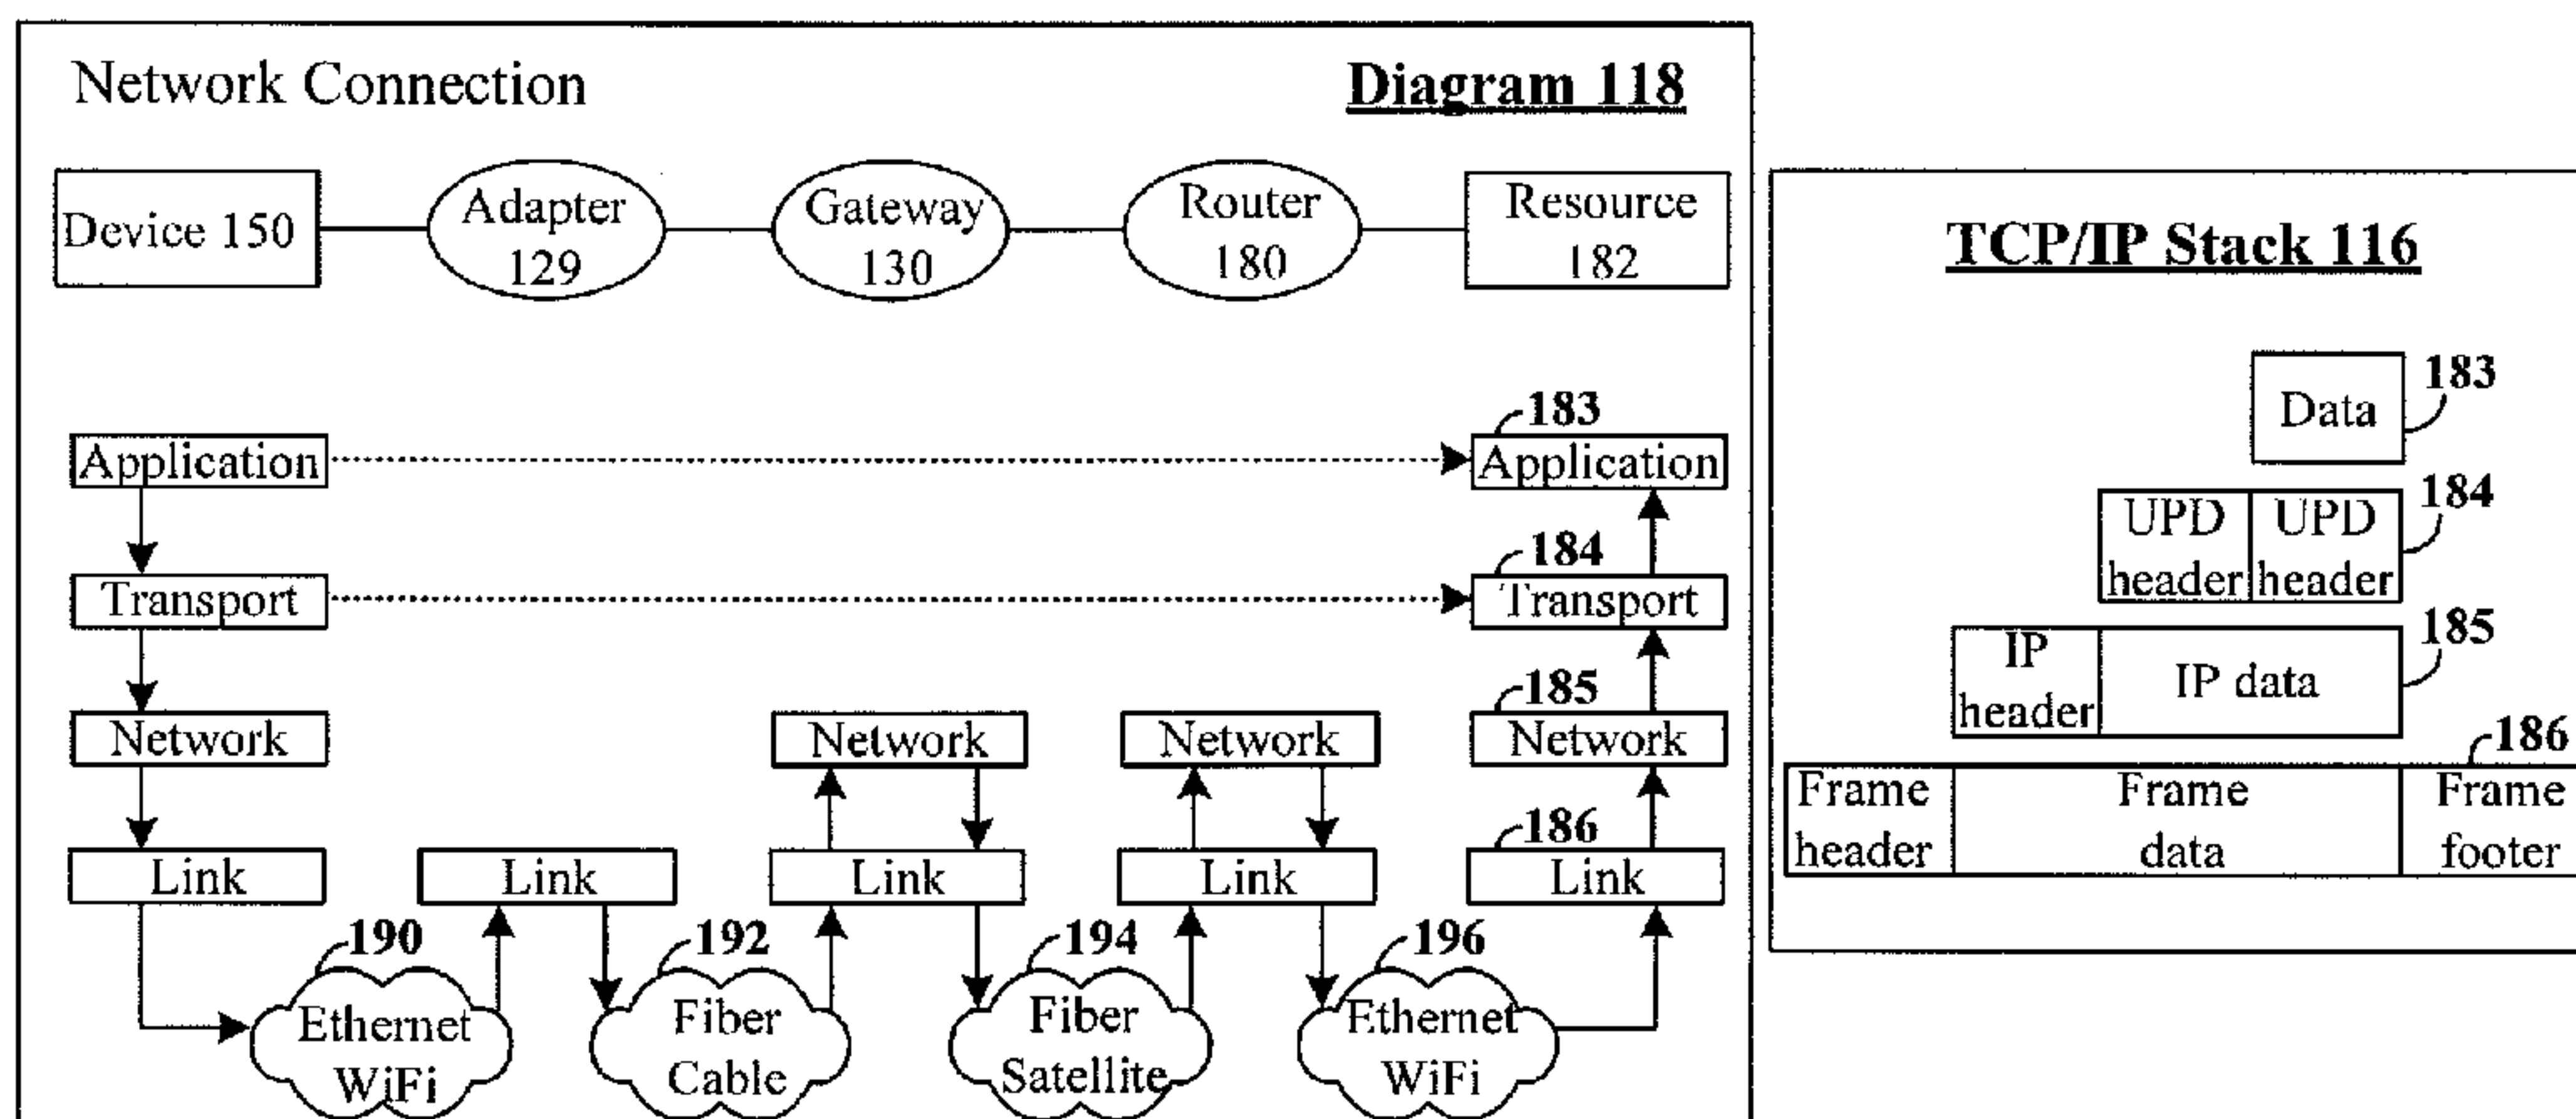 Network Connection
Diagram 118
Device 150
Adapter
129
Gateway
130
Router
180
Resource
182
183
Application
Application
184
Transport
Transport
185
Network
Network
Network
Network
186
Link
Link
Link
Link
Link
190
192
194
196
Ethernet
WiFi
Fiber
Cable
Fiber
Satellite
Ethernet
WiFi
TCP/IP Stack 116
183
Data
184
UPD
header
UPD
header
185
IP
header
IP data
186
Frame
header
Frame
data
Frame
footer